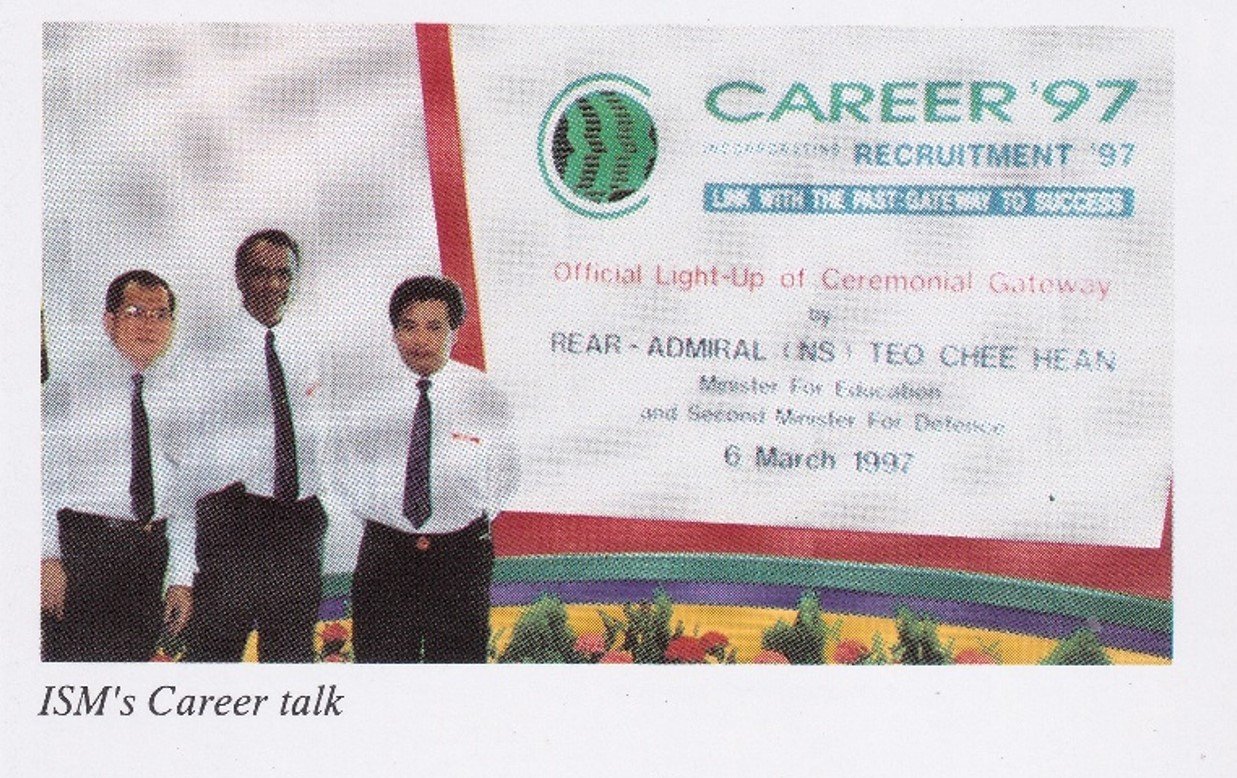 CAREER '97
INCORPORATING RECRUITMENT '97
LINK WITH THE PAST GATEWAY TO SUCCESS
Official Light-Up of Ceremonial Gateway
by
REAR - ADMIRAL (NS) TEO CHEE HEAN
Minister For Education
and Second Minister For Defence
6 March 1997
ISM's Career talk